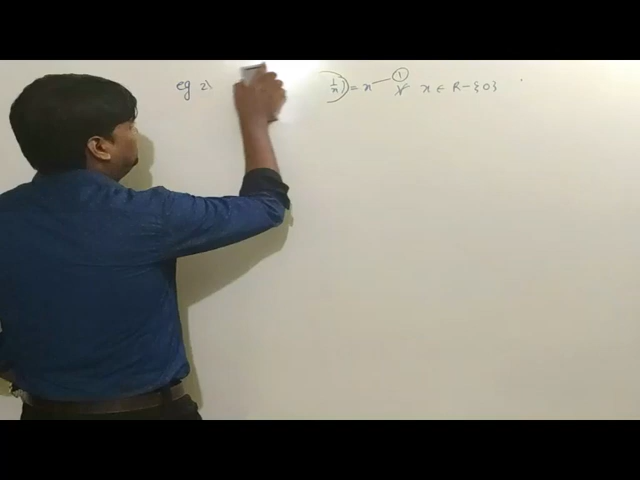 eg 2\ 1/x) = x — ① ∀ x ∈ R-{0}